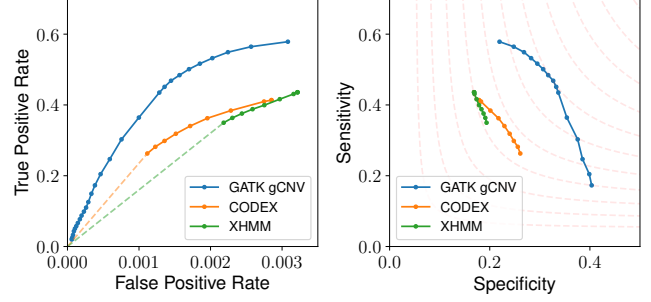 0.6
0.4
0.2
0.0
True Positive Rate
0.000
0.001
0.002
0.003
False Positive Rate
GATK gCNV
CODEX
XHMM
0.6
0.4
0.2
0.0
Sensitivity
0.0
0.2
0.4
Specificity
GATK gCNV
CODEX
XHMM